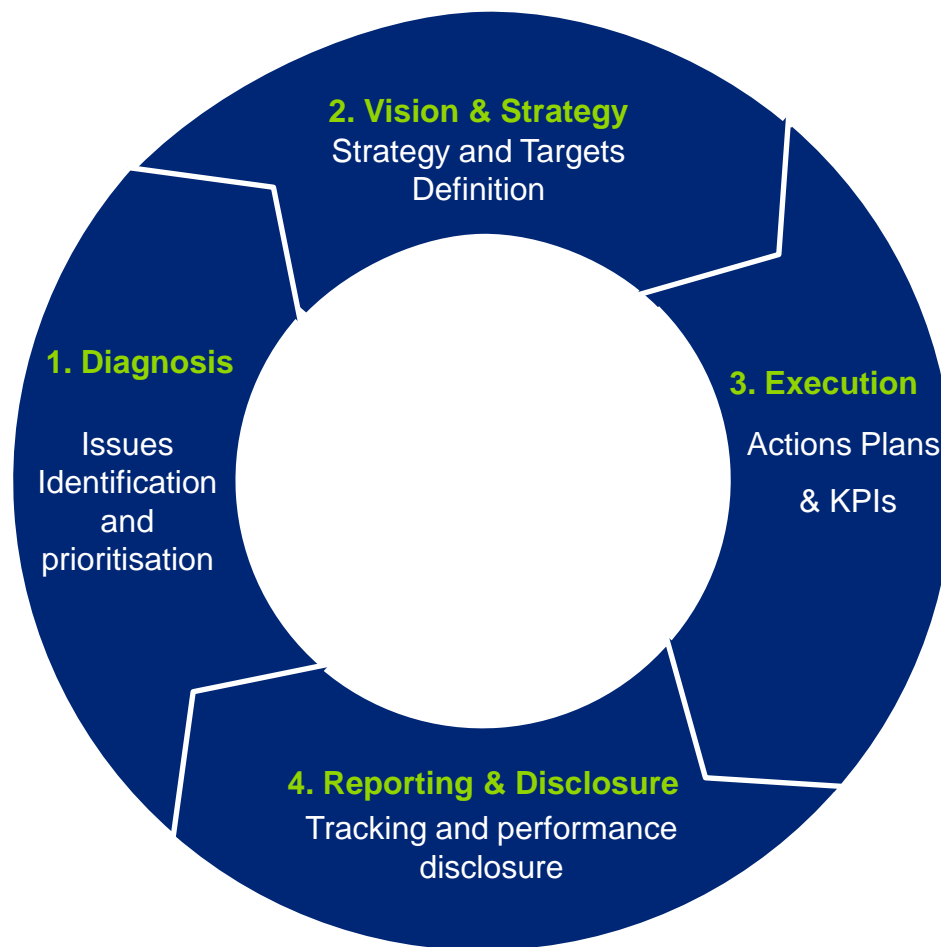 1. Diagnosis
Issues
Identification
and
prioritisation
2. Vision & Strategy
Strategy and Targets
Definition
3. Execution
Actions Plans
& KPIs
4. Reporting & Disclosure
Tracking and performance
disclosure